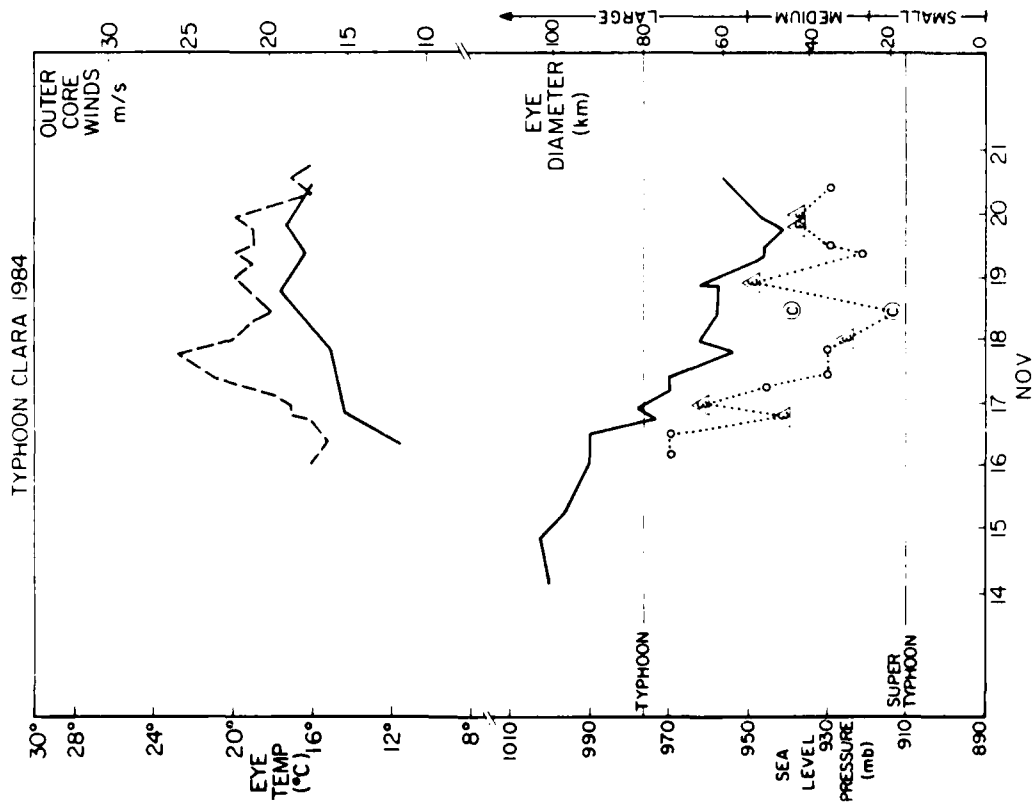 TYPHOON CLARA 1984
30°
24°
20°
16°
12°
8°
EYE
TEMP
(°C)
1010
990
970
950
930
910
890
SEA
LEVEL
PRESSURE
(mb)
OUTER
CORE
WINDS
m/s
30
25
20
15
10
EYE
DIAMETER
(km)
100
80
60
40
20
0
LARGE
MEDIUM
SMALL
TYPHOON
SUPER
TYPHOON
E
E
E
C
C
E
14
15
16
17
18
19
20
21
NOV